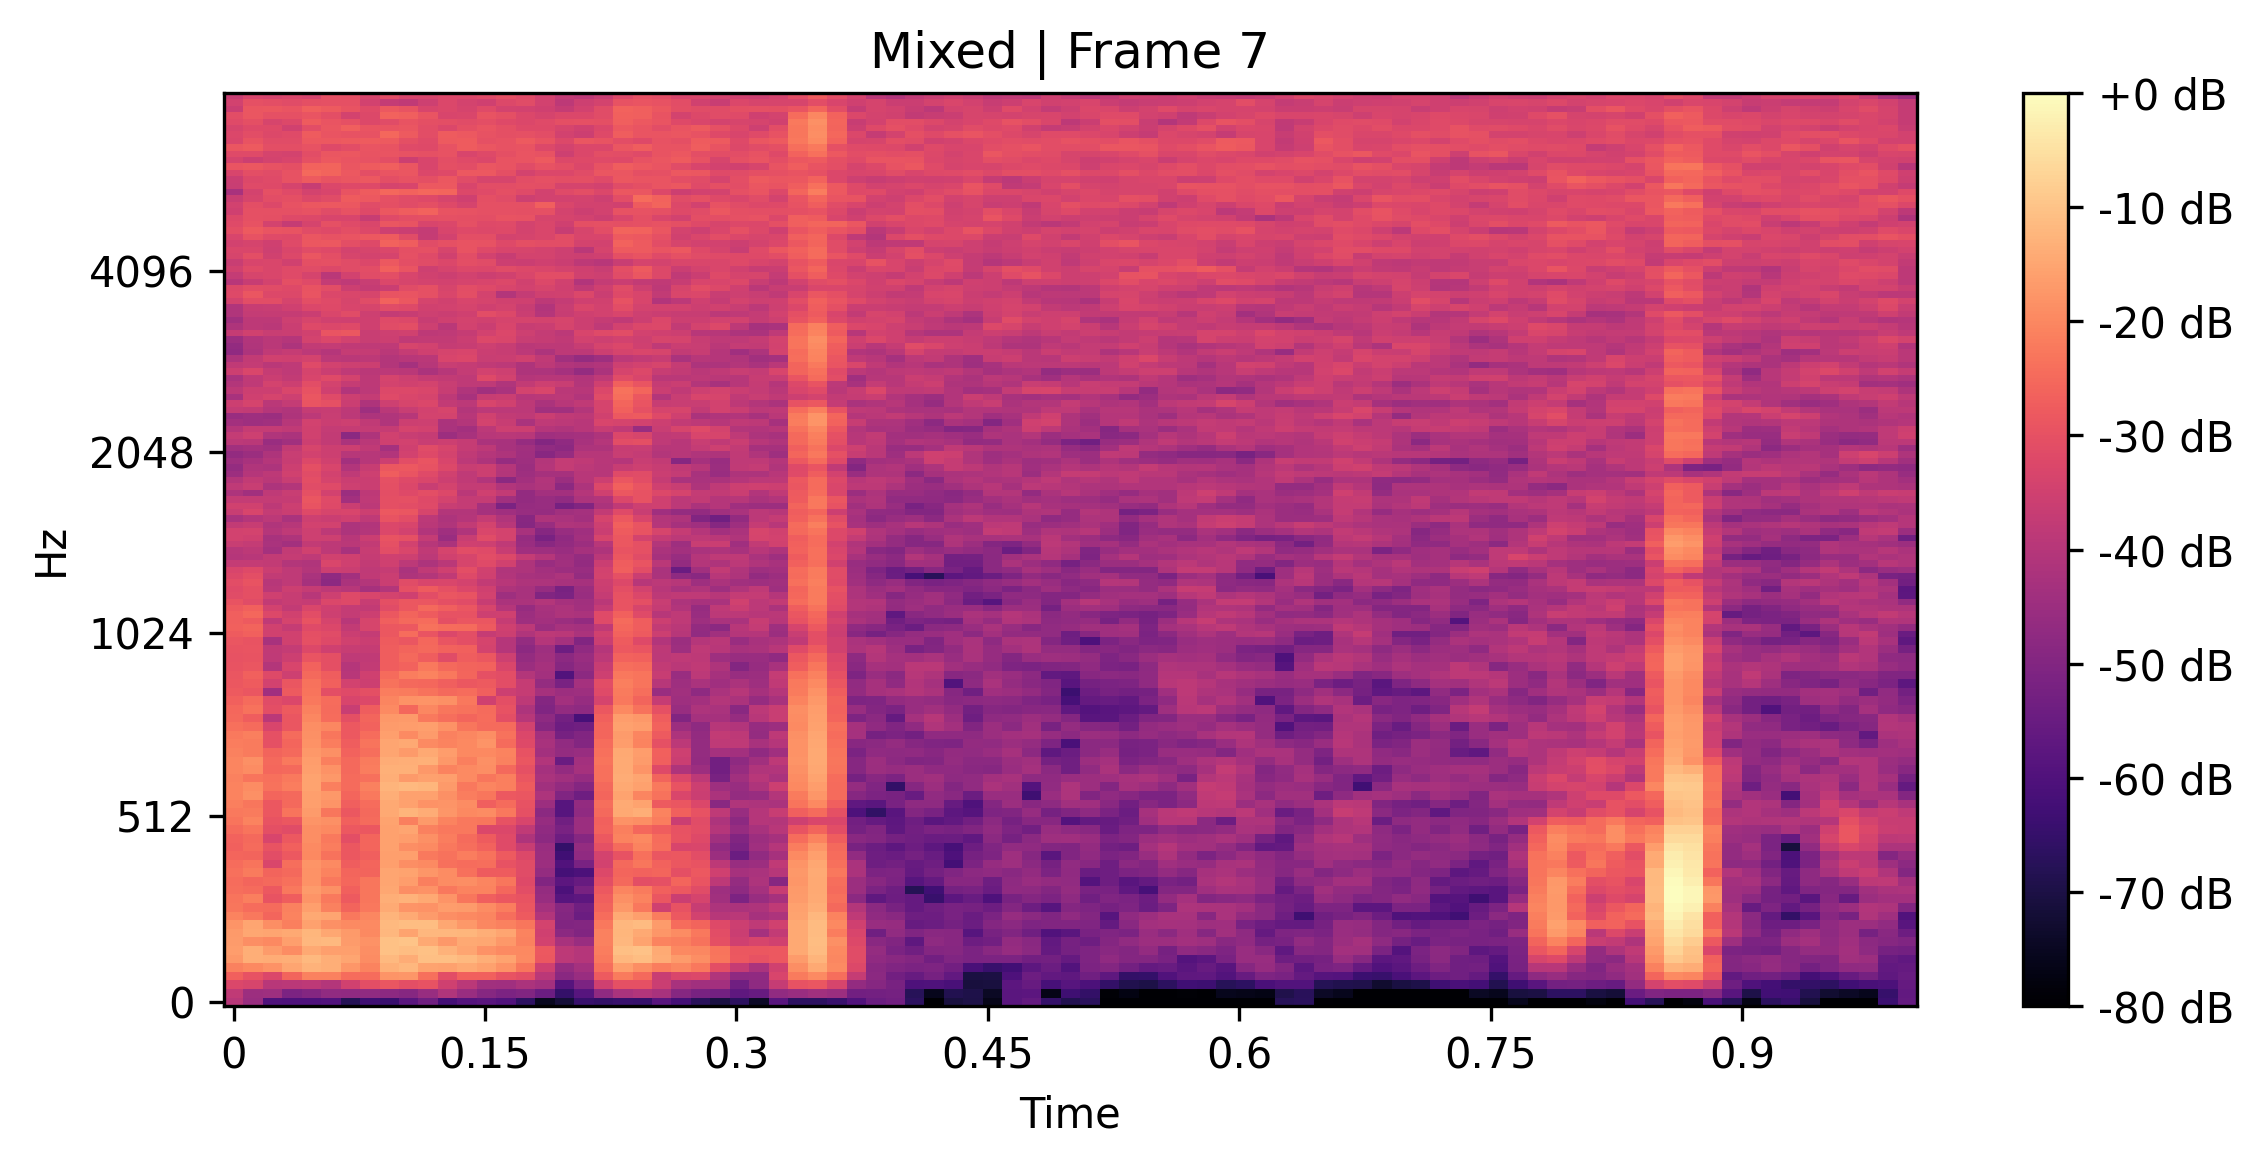 Mixed | Frame 7
Hz
4096
2048
1024
512
0
0 0.15 0.3 0.45 0.6 0.75 0.9
Time
+0 dB
-10 dB
-20 dB
-30 dB
-40 dB
-50 dB
-60 dB
-70 dB
-80 dB